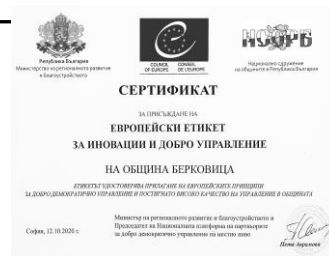 Република България
Министерство на регионалното развитие
и благоустройството
COUNCIL OF EUROPE
CONSEIL DE L'EUROPE
НСОРБ
Национално сдружение
на общините в Република България
СЕРТИФИКАТ
ЗА ПРИСЪЖДАНЕ НА
ЕВРОПЕЙСКИ ЕТИКЕТ
ЗА ИНОВАЦИИ И ДОБРО УПРАВЛЕНИЕ
НА ОБЩИНА БЕРКОВИЦА
ЕТИКЕТЪТ УДОСТОВЕРЯВА ПРИЛАГАНЕ НА ЕВРОПЕЙСКИТЕ ПРИНЦИПИ
ЗА ДОБРО ДЕМОКРАТИЧНО УПРАВЛЕНИЕ И ПОСТИГНАТО ВИСОКО КАЧЕСТВО НА УПРАВЛЕНИЕ В ОБЩИНАТА
Министър на регионалното развитие и благоустройството и
Председател на Националната платформа на партньорите
за добро демократично управление на местно ниво
София, 12.10.2020 г.
Петя Аврамова